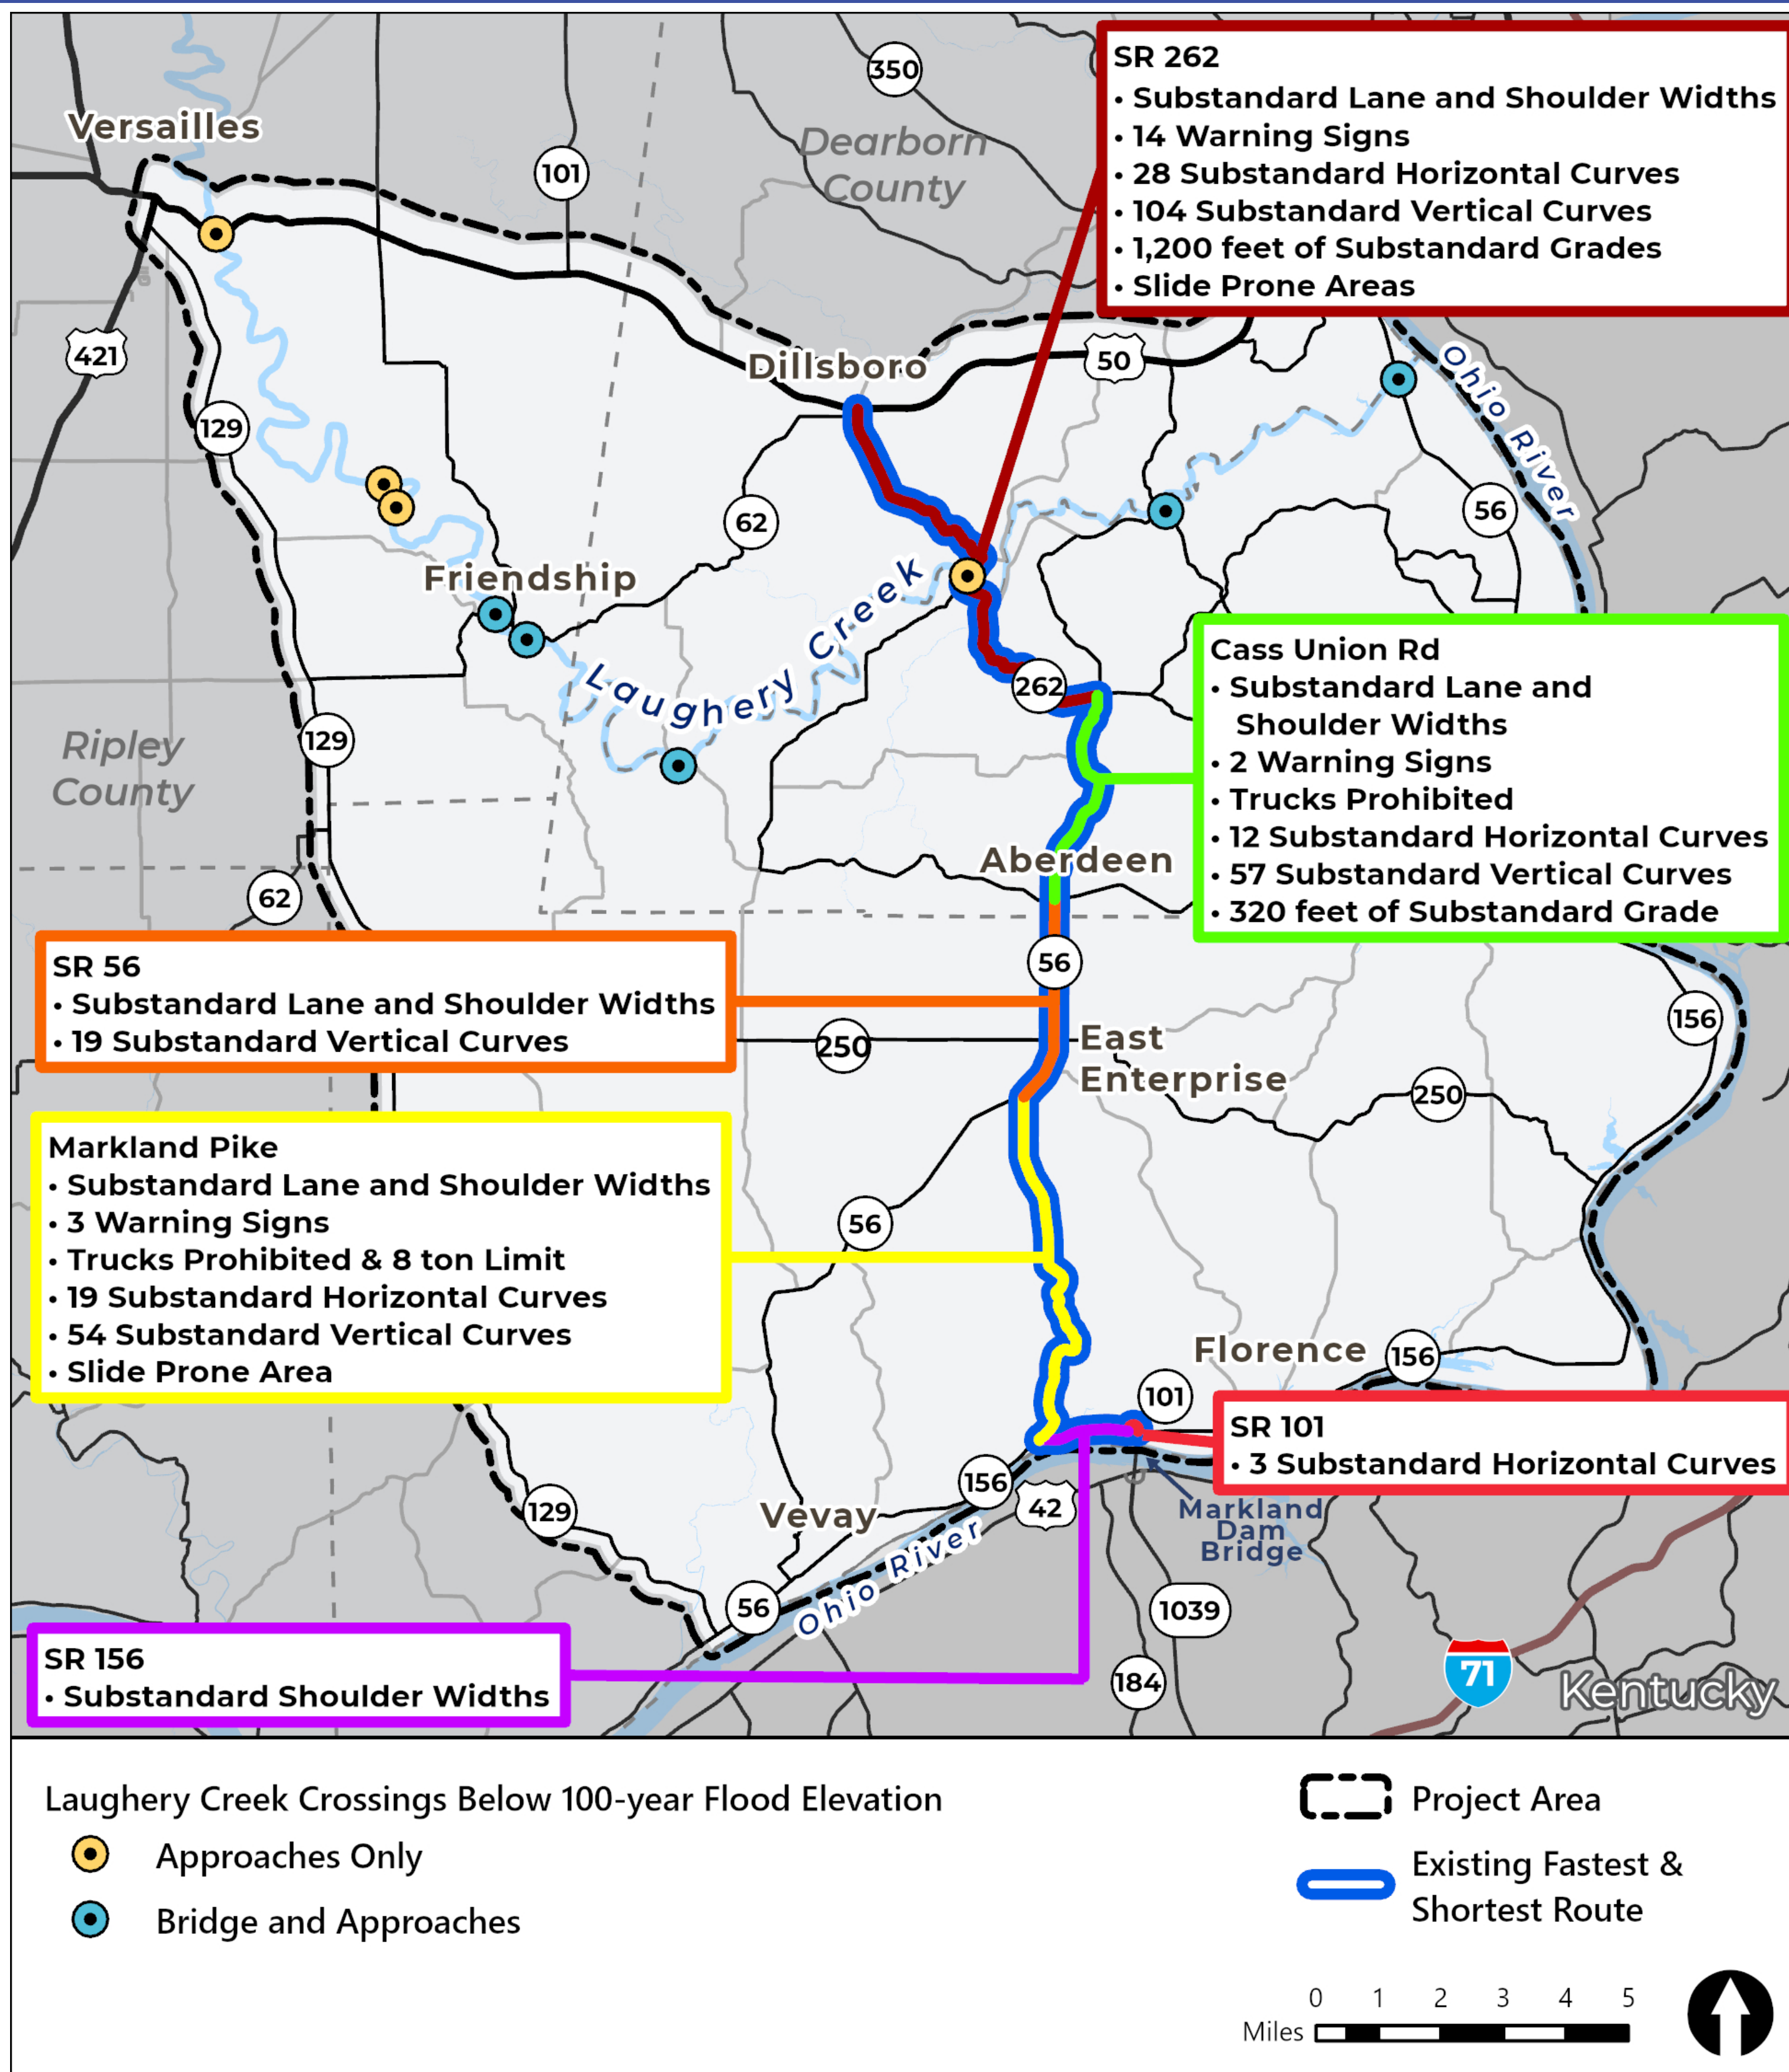 SR 262
• Substandard Lane and Shoulder Widths
• 14 Warning Signs
• 28 Substandard Horizontal Curves
• 104 Substandard Vertical Curves
• 1,200 feet of Substandard Grades
• Slide Prone Areas
350
Versailles
Dearborn
County
101
421
50
Dillsboro
Ohio River
129
62
56
Friendship
Laughery Creek
262
Cass Union Rd
• Substandard Lane and
Shoulder Widths
• 2 Warning Signs
• Trucks Prohibited
• 12 Substandard Horizontal Curves
• 57 Substandard Vertical Curves
• 320 feet of Substandard Grade
Ripley
County
129
Aberdeen
62
56
SR 56
• Substandard Lane and Shoulder Widths
• 19 Substandard Vertical Curves
250
East
Enterprise
156
250
Markland Pike
• Substandard Lane and Shoulder Widths
• 3 Warning Signs
• Trucks Prohibited & 8 ton Limit
• 19 Substandard Horizontal Curves
• 54 Substandard Vertical Curves
• Slide Prone Area
56
Florence
156
101
SR 101
• 3 Substandard Horizontal Curves
156
42
Vevay
129
Markland
Dam
Bridge
Ohio River
56
1039
184
71
Kentucky
SR 156
• Substandard Shoulder Widths
Laughery Creek Crossings Below 100-year Flood Elevation
Approaches Only
Bridge and Approaches
Project Area
Existing Fastest &
Shortest Route
0 1 2 3 4 5
Miles